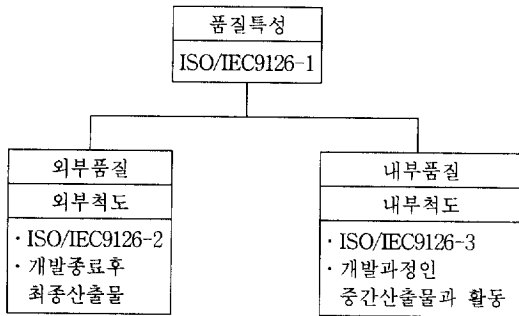 품질특성
ISO/IEC9126-1
외부품질
외부척도
· ISO/IEC9126-2
· 개발종료후
최종산출물
내부품질
내부척도
· ISO/IEC9126-3
· 개발과정인
중간산출물과 활동